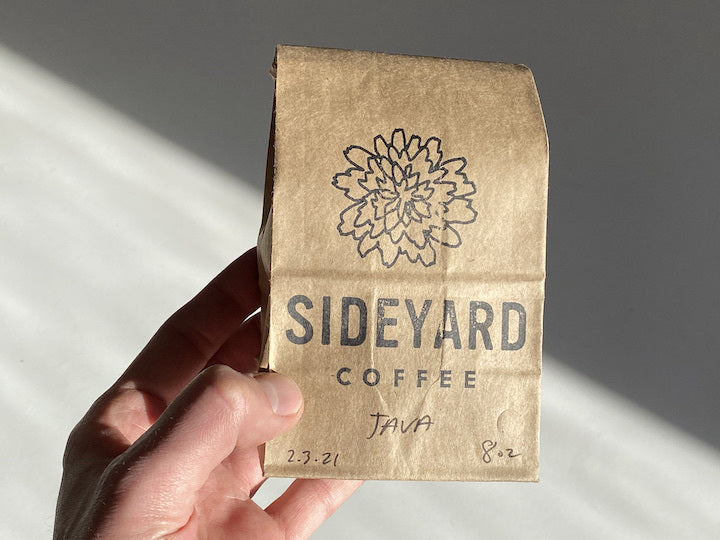 SIDEYARD
COFFEE
JAVA
2.3.21 8oz